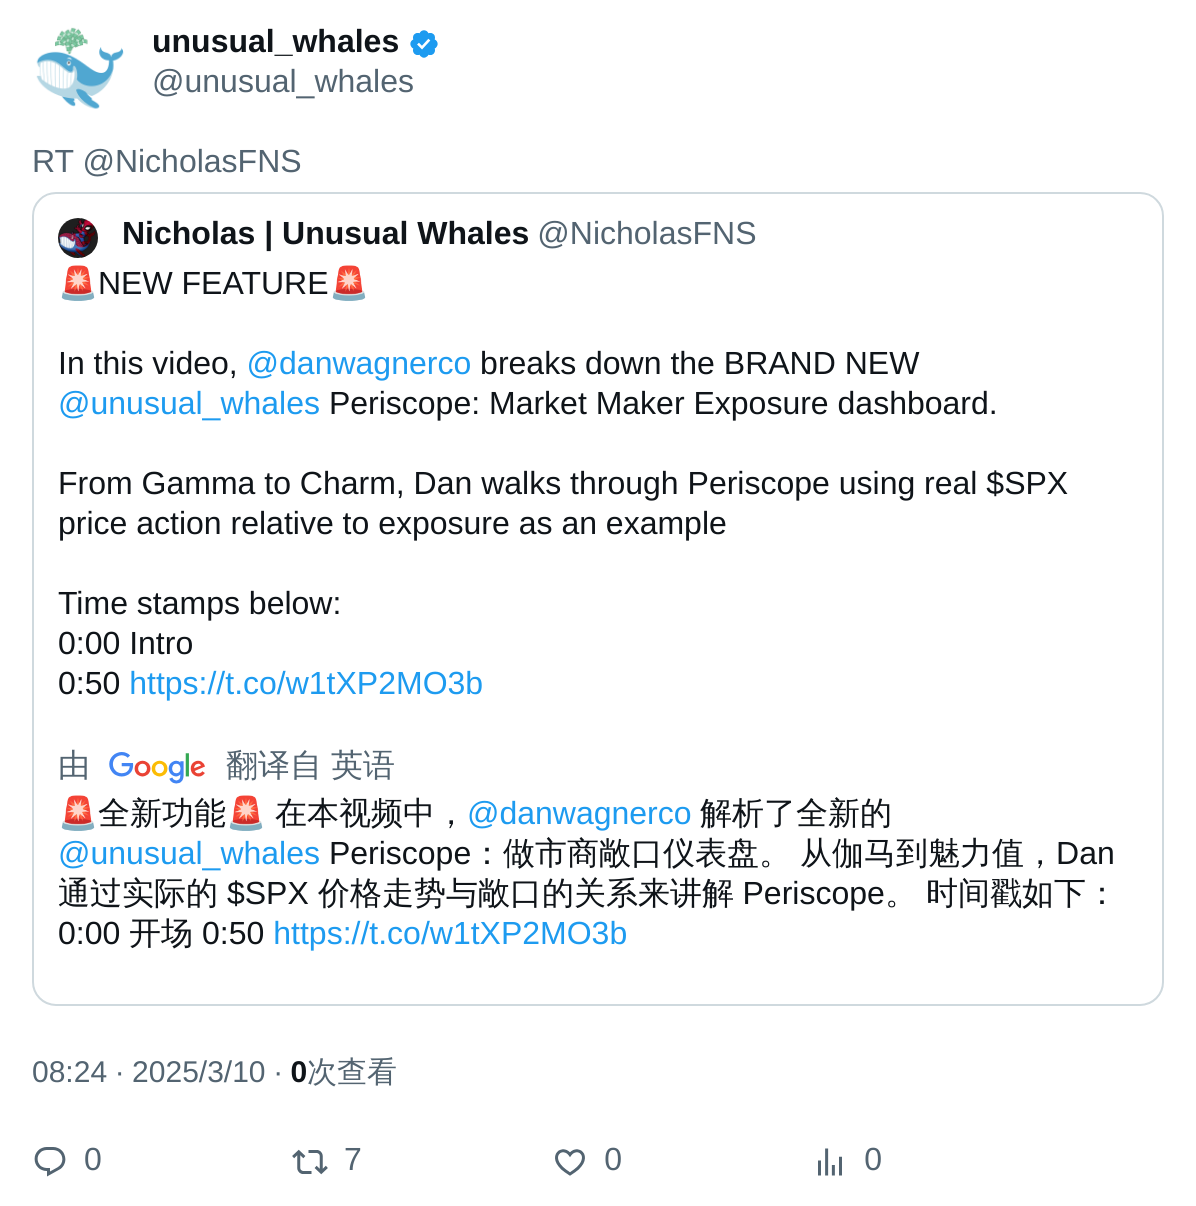 unusual_whales
@unusual_whales
RT @NicholasFNS
Nicholas | Unusual Whales @NicholasFNS
🚨NEW FEATURE🚨
In this video, @danwagnerco breaks down the BRAND NEW
@unusual_whales Periscope: Market Maker Exposure dashboard.
From Gamma to Charm, Dan walks through Periscope using real $SPX
price action relative to exposure as an example
Time stamps below:
0:00 Intro
0:50 https://t.co/w1tXP2MO3b
由 Google 翻译自 英语
🚨全新功能🚨 在本视频中，@danwagnerco 解析了全新的
@unusual_whales Periscope：做市商敞口仪表盘。 从伽马到魅力值，Dan
通过实际的 $SPX 价格走势与敞口的关系来讲解 Periscope。 时间戳如下：
0:00 开场 0:50 https://t.co/w1tXP2MO3b
08:24 · 2025/3/10 · 0次查看
0 7 0 0